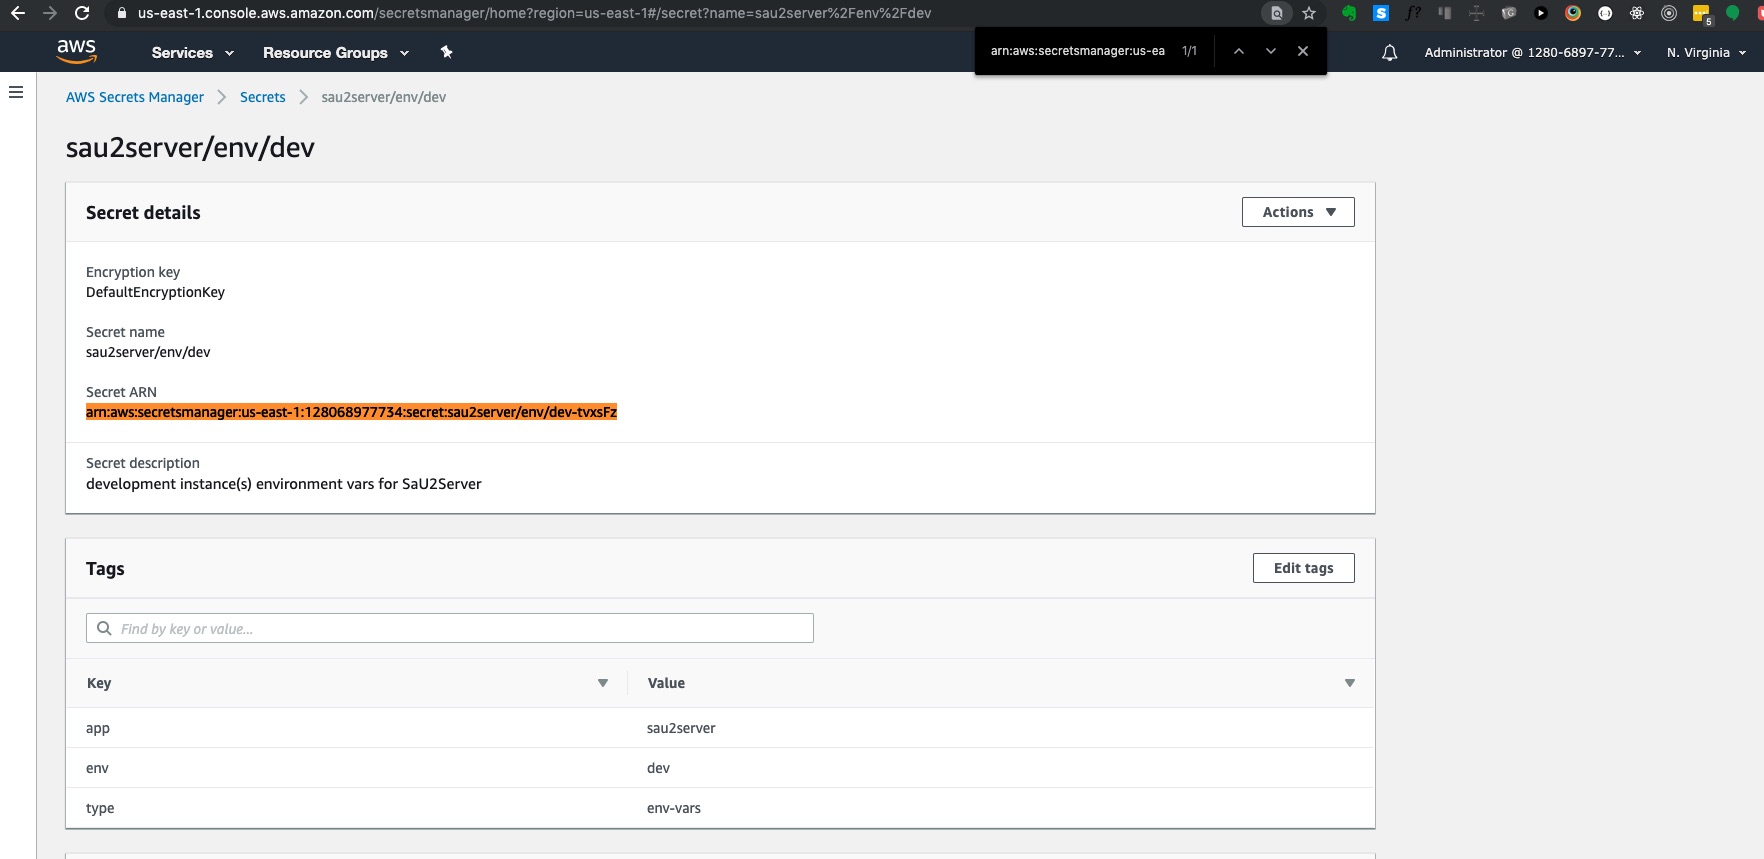 us-east-1.console.aws.amazon.com/secretsmanager/home?region=us-east-1#/secret?name=sau2server%2Fenv%2Fdev
5
aws Services Resource Groups
arn:aws:secretsmanager:us-ea 1/1
Administrator @ 1280-6897-77... N. Virginia
AWS Secrets Manager Secrets sau2server/env/dev
sau2server/env/dev
Secret details Actions
Encryption key
DefaultEncryptionKey
Secret name
sau2server/env/dev
Secret ARN
arn:aws:secretsmanager:us-east-1:128068977734:secret:sau2server/env/dev-tvxsFz
Secret description
development instance(s) environment vars for SaU2Server
Tags Edit tags
Find by key or value...
Key Value
app sau2server
env dev
type env-vars